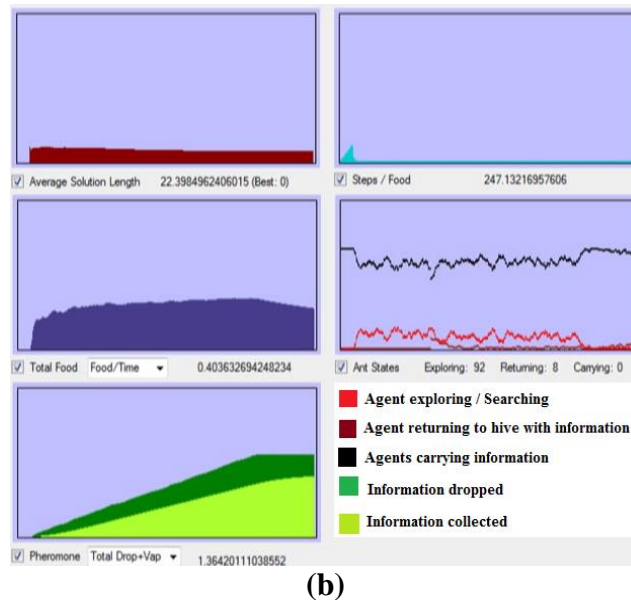 Average Solution Length 22.3984962406015 (Best: 0)
Steps / Food 247.13216957606
Total Food Food/Time 0.403632694248234
Ant States Exploring: 92 Returning: 8 Carrying: 0
Agent exploring / Searching
Agent returning to hive with information
Agents carrying information
Information dropped
Information collected
Pheromone Total Drop+Vap 1.36420111038552
(b)